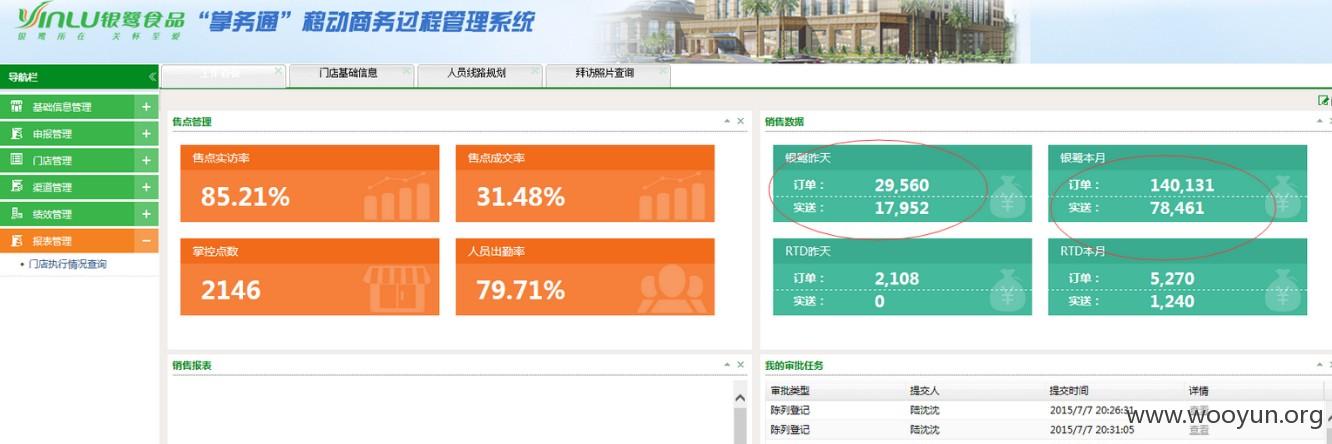 YINLU银鹭食品
银鹭所在 关怀至爱
“掌务通”移动商务过程管理系统
导航栏
门店基础信息
人员线路规划
拜访照片查询
基础信息管理
申报管理
门店管理
渠道管理
绩效管理
报表管理
门店执行情况查询
售点管理
售点实访率
85.21%
售点成交率
31.48%
掌控点数
2146
人员出勤率
79.71%
销售数据
银鹭昨天
订单： 29,560
实送： 17,952
银鹭本月
订单： 140,131
实送： 78,461
RTD昨天
订单： 2,108
实送： 0
RTD本月
订单： 5,270
实送： 1,240
销售报表
我的审批任务
审批类型 提交人 提交时间 详情
陈列登记 陆沈沈 2015/7/7 20:26:31 查看
陈列登记 陆沈沈 2015/7/7 20:31:05 查看
www.wooyun.org